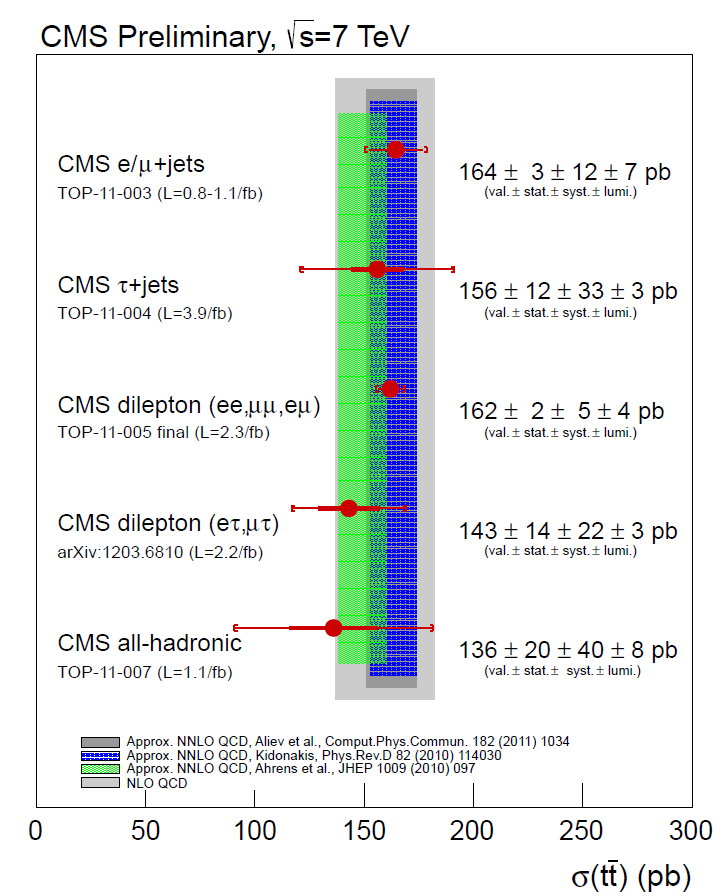 CMS Preliminary, √s=7 TeV
CMS e/μ+jets
TOP-11-003 (L=0.8-1.1/fb)
164 ± 3 ± 12 ± 7 pb
(val. ± stat. ± syst. ± lumi.)
CMS τ+jets
TOP-11-004 (L=3.9/fb)
156 ± 12 ± 33 ± 3 pb
(val. ± stat. ± syst. ± lumi.)
CMS dilepton (ee,μμ,eμ)
TOP-11-005 final (L=2.3/fb)
162 ± 2 ± 5 ± 4 pb
(val. ± stat. ± syst. ± lumi.)
CMS dilepton (eτ,μτ)
arXiv:1203.6810 (L=2.2/fb)
143 ± 14 ± 22 ± 3 pb
(val. ± stat. ± syst. ± lumi.)
CMS all-hadronic
TOP-11-007 (L=1.1/fb)
136 ± 20 ± 40 ± 8 pb
(val. ± stat. ± syst. ± lumi.)
Approx. NNLO QCD, Aliev et al., Comput.Phys.Commun. 182 (2011) 1034
Approx. NNLO QCD, Kidonakis, Phys.Rev.D 82 (2010) 114030
Approx. NNLO QCD, Ahrens et al., JHEP 1009 (2010) 097
NLO QCD
0 50 100 150 200 250 300
σ(tt̄) (pb)